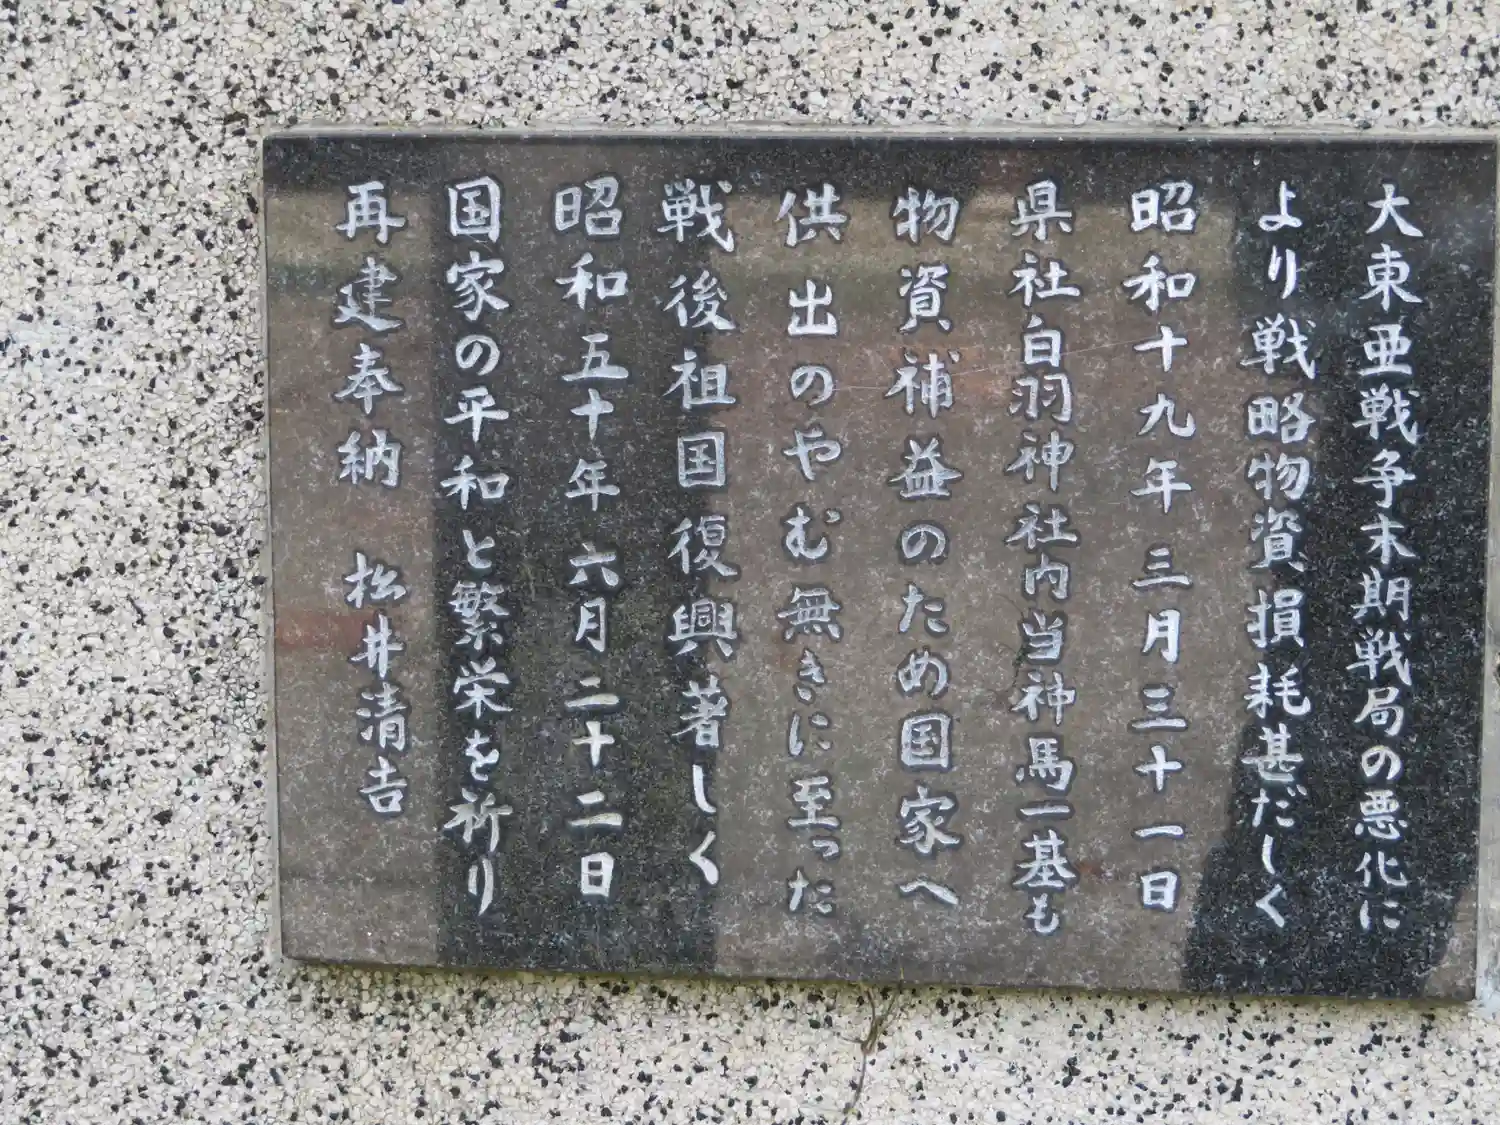 大東亜戦争末期戦局の悪化に
より戦略物資損耗甚だしく
昭和十九年三月三十一日
県社白羽神社内当神馬一基も
物資補益のため国家へ
供出のやむ無きに至った
戦後祖国復興著しく
昭和五十年六月二十二日
国家の平和と繁栄を祈り
再建奉納 松井清吉